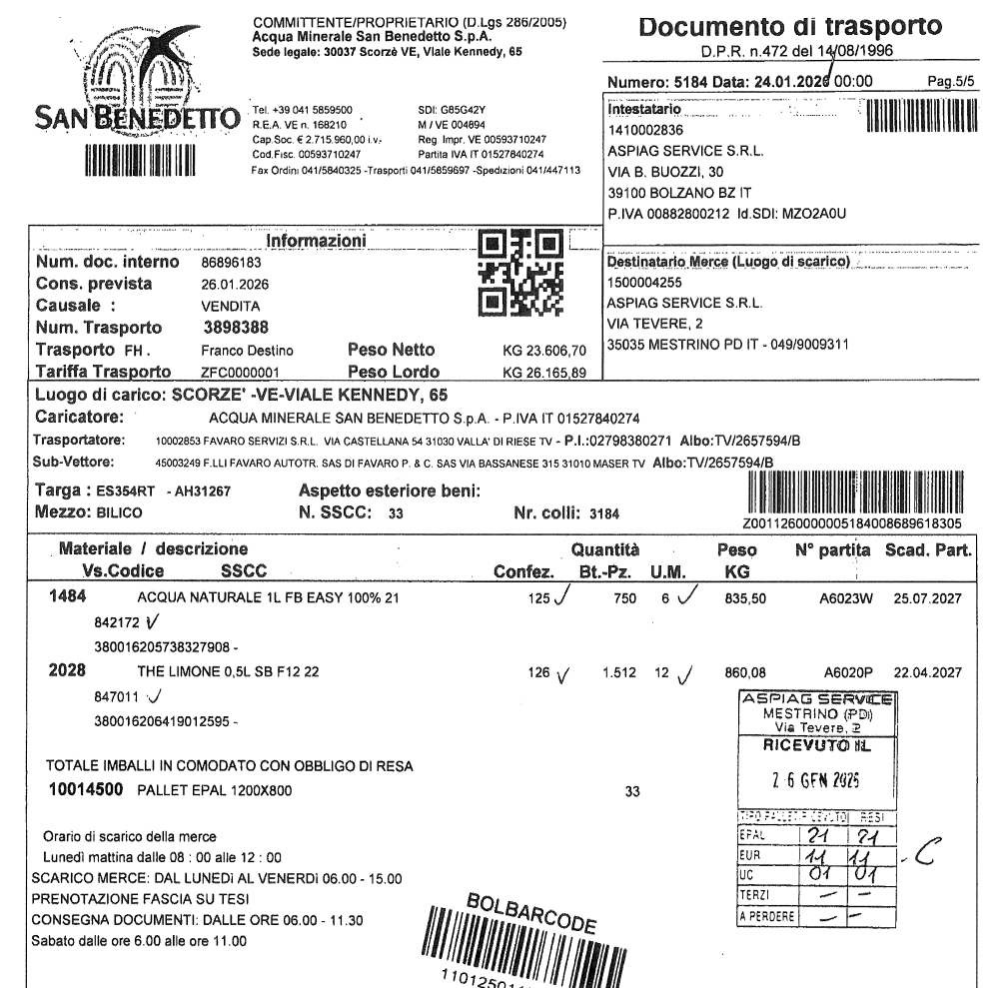 COMMITTENTE/PROPRIETARIO (D.Lgs 286/2005)
Acqua Minerale San Benedetto S.p.A.
Sede legale: 30037 Scorzè VE, Viale Kennedy, 65
SAN BENEDETTO
Tel. +39 041 5859500 SDI: G85G42Y
R.E.A. VE n. 168210 M / VE 004894
Cap.Soc. € 2.715.960,00 i.v. Reg Impr. VE 00593710247
Cod.Fisc. 00593710247 Partita IVA IT 01527840274
Fax Ordini 041/5840325 -Trasporti 041/5859697 -Spedizioni 041/447113
Documento di trasporto
D.P.R. n.472 del 14/08/1996
Numero: 5184 Data: 24.01.2026 00:00 Pag.5/5
Intestatario
1410002836
ASPIAG SERVICE S.R.L.
VIA B. BUOZZI, 30
39100 BOLZANO BZ IT
P.IVA 00882800212 Id.SDI: MZO2A0U
Destinatario Merce (Luogo di scarico)
1500004255
ASPIAG SERVICE S.R.L.
VIA TEVERE, 2
35035 MESTRINO PD IT - 049/9009311
Informazioni
Num. doc. interno 86896183
Cons. prevista 26.01.2026
Causale : VENDITA
Num. Trasporto 3898388
Trasporto FH . Franco Destino Peso Netto KG 23.606,70
Tariffa Trasporto ZFC0000001 Peso Lordo KG 26.165,89
Luogo di carico: SCORZE' -VE-VIALE KENNEDY, 65
Caricatore: ACQUA MINERALE SAN BENEDETTO S.p.A. - P.IVA IT 01527840274
Trasportatore: 10002853 FAVARO SERVIZI S.R.L. VIA CASTELLANA 54 31030 VALLA' DI RIESE TV - P.I.:02798380271 Albo:TV/2657594/B
Sub-Vettore: 45003249 F.LLI FAVARO AUTOTR. SAS DI FAVARO P. & C. SAS VIA BASSANESE 315 31010 MASER TV Albo:TV/2657594/B
Targa : ES354RT - AH31267 Aspetto esteriore beni:
Mezzo: BILICO N. SSCC: 33 Nr. colli: 3184
Z0011260000005184008689618305
Materiale / descrizione Quantità Peso N° partita Scad. Part.
Vs.Codice SSCC Confez. Bt.-Pz. U.M. KG
1484 ACQUA NATURALE 1L FB EASY 100% 21 125 750 6 835,50 A6023W 25.07.2027
842172
380016205738327908 -
2028 THE LIMONE 0,5L SB F12 22 126 1.512 12 860,08 A6020P 22.04.2027
847011
380016206419012595 -
ASPIAG SERVICE
MESTRINO (PD)
Via Tevere, 2
RICEVUTO IL
26 GEN 2026
TOTALE IMBALLI IN COMODATO CON OBBLIGO DI RESA
10014500 PALLET EPAL 1200X800 33
TIPO PALLET RICEVUTO RESI
EPAL 21 21
EUR 11 11
UC 01 01
TERZI — —
A PERDERE — —
C
Orario di scarico della merce
Lunedì mattina dalle 08 : 00 alle 12 : 00
SCARICO MERCE: DAL LUNEDì AL VENERDì 06.00 - 15.00
PRENOTAZIONE FASCIA SU TESI
CONSEGNA DOCUMENTI: DALLE ORE 06.00 - 11.30
Sabato dalle ore 6.00 alle ore 11.00
BOLBARCODE